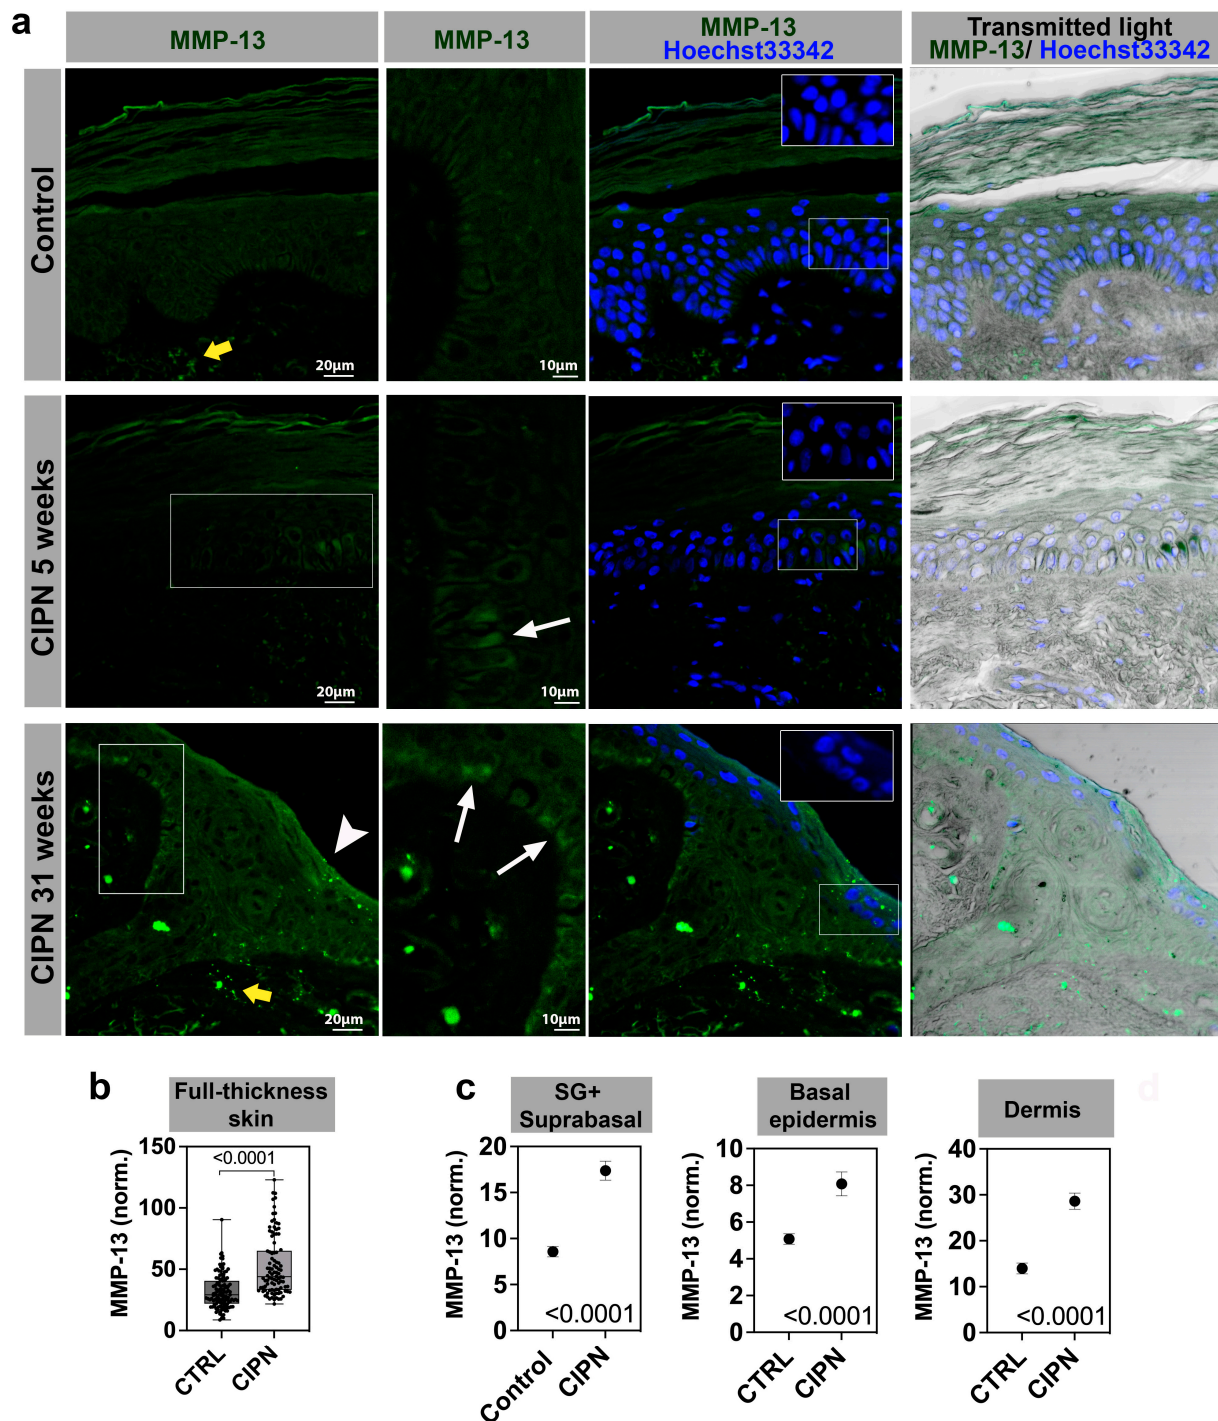 a
MMP-13
MMP-13
MMP-13
Hoechst33342
Transmitted light
MMP-13/ Hoechst33342
Control
20µm
10µm
CIPN 5 weeks
20µm
10µm
CIPN 31 weeks
20µm
10µm
b
Full-thickness
skin
MMP-13 (norm.)
150
100
50
0
<0.0001
CTRL
CIPN
c
SG+
Suprabasal
MMP-13 (norm.)
20
15
10
5
0
<0.0001
Control
CIPN
Basal
epidermis
MMP-13 (norm.)
10
8
6
4
2
0
<0.0001
CTRL
CIPN
d
Dermis
MMP-13 (norm.)
40
30
20
10
0
<0.0001
CTRL
CIPN